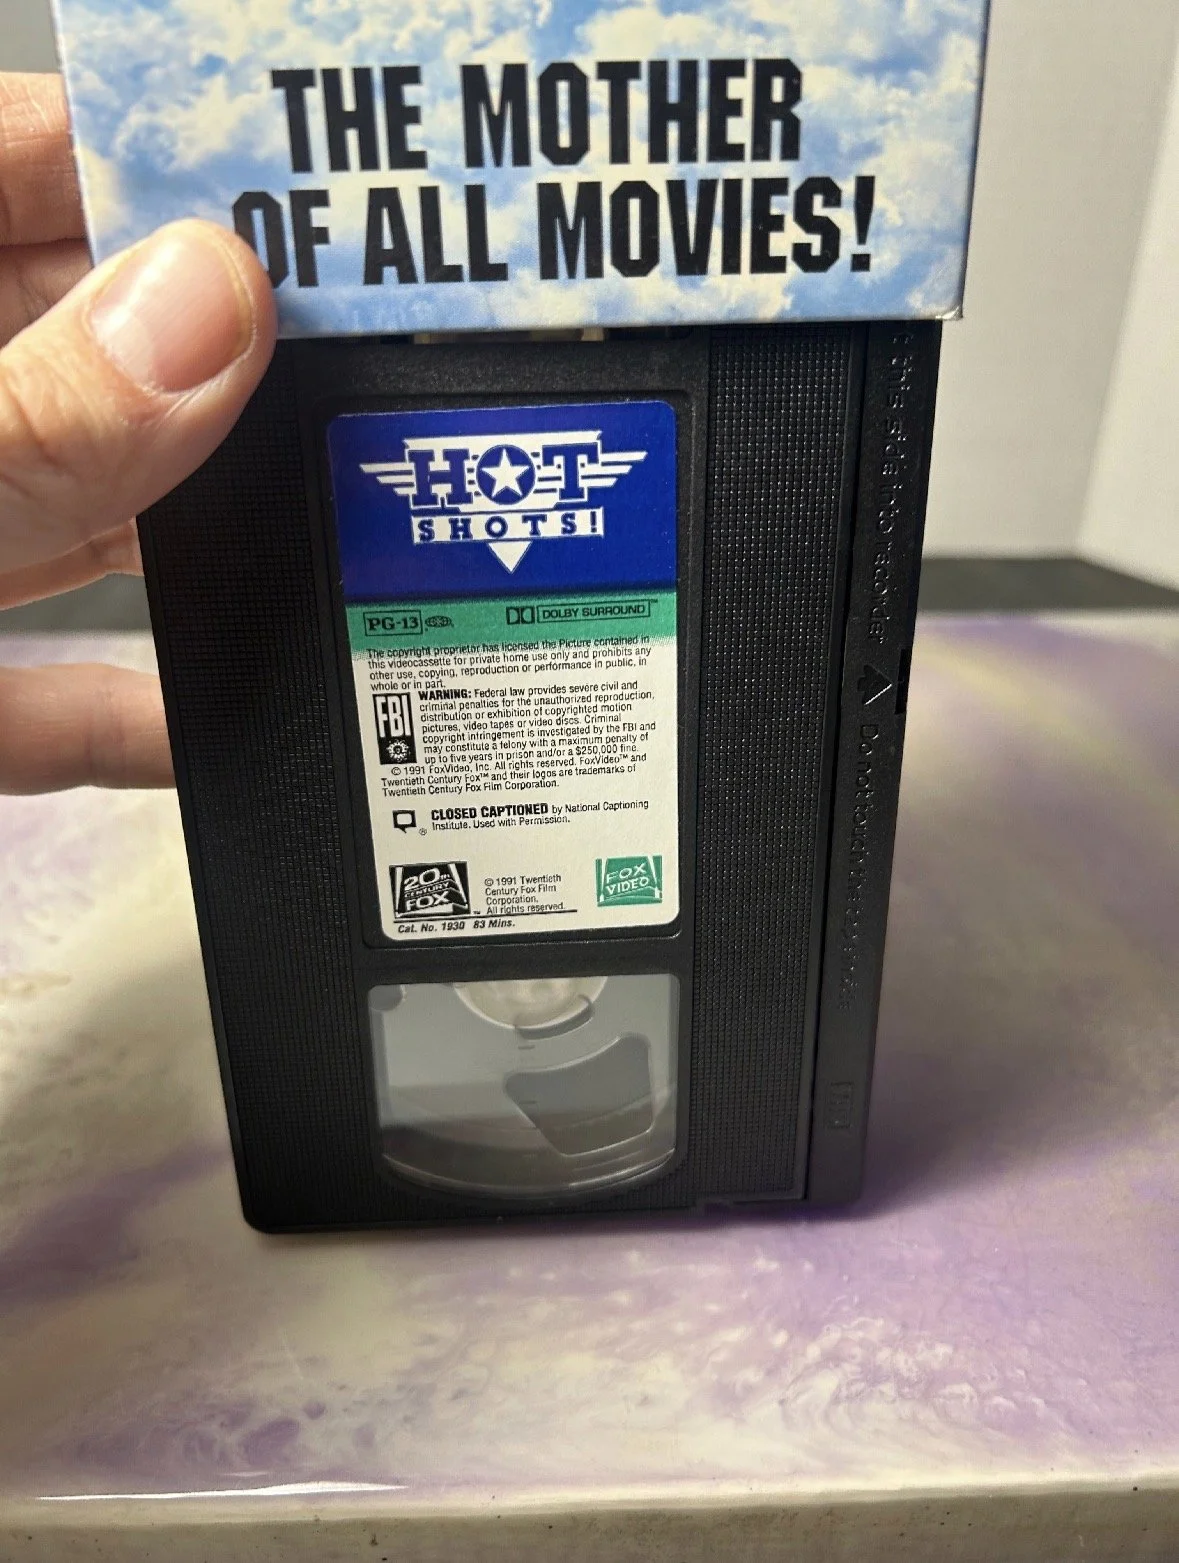 THE MOTHER
OF ALL MOVIES!
HOT
SHOTS!
PG-13 DOLBY SURROUND™
The copyright proprietor has licensed the Picture contained in
this videocassette for private home use only and prohibits any
other use, copying, reproduction or performance in public, in
whole or in part.
FBI
WARNING: Federal law provides severe civil and
criminal penalties for the unauthorized reproduction,
distribution or exhibition of copyrighted motion
pictures, video tapes or video discs. Criminal
copyright infringement is investigated by the FBI and
may constitute a felony with a maximum penalty of
up to five years in prison and/or a $250,000 fine.
© 1991 FoxVideo, Inc. All rights reserved. FoxVideo™ and
Twentieth Century Fox™ and their logos are trademarks of
Twentieth Century Fox Film Corporation.
CLOSED CAPTIONED by National Captioning
® Institute. Used with Permission.
20th
CENTURY
FOX
™
© 1991 Twentieth
Century Fox Film
Corporation.
All rights reserved.
FOX
VIDEO
Cat. No. 1930 83 Mins.
this side into recorder Do not touch the